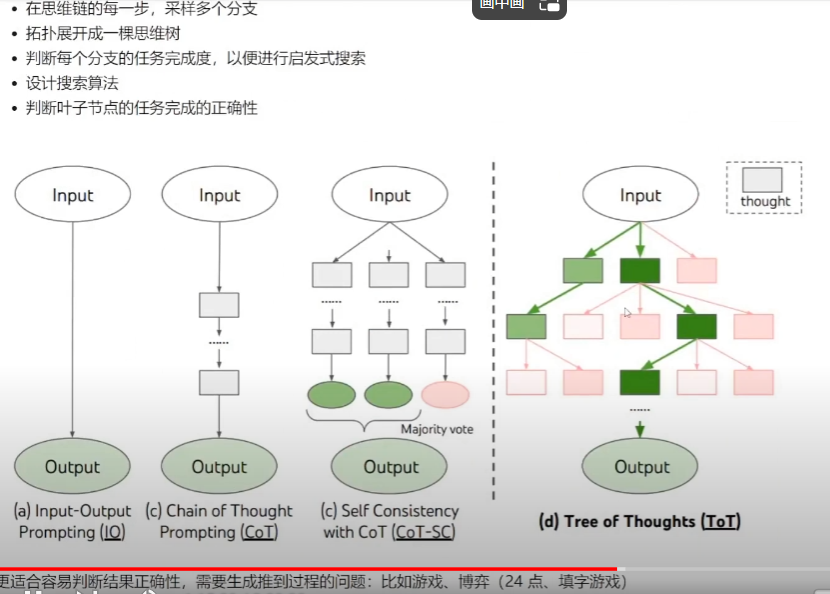 在思维链的每一步，采样多个分支
画中画
拓扑展开成一棵思维树
判断每个分支的任务完成度，以便进行启发式搜索
设计搜索算法
判断叶子节点的任务完成的正确性
Input
Input
Input
Input
thought
......
......
......
......
......
Majority vote
Output
Output
Output
Output
(a) Input-Output Prompting (IO)
(c) Chain of Thought Prompting (CoT)
(c) Self Consistency with CoT (CoT-SC)
(d) Tree of Thoughts (ToT)
更适合容易判断结果正确性，需要生成推到过程的问题：比如游戏、博弈（24 点、填字游戏）